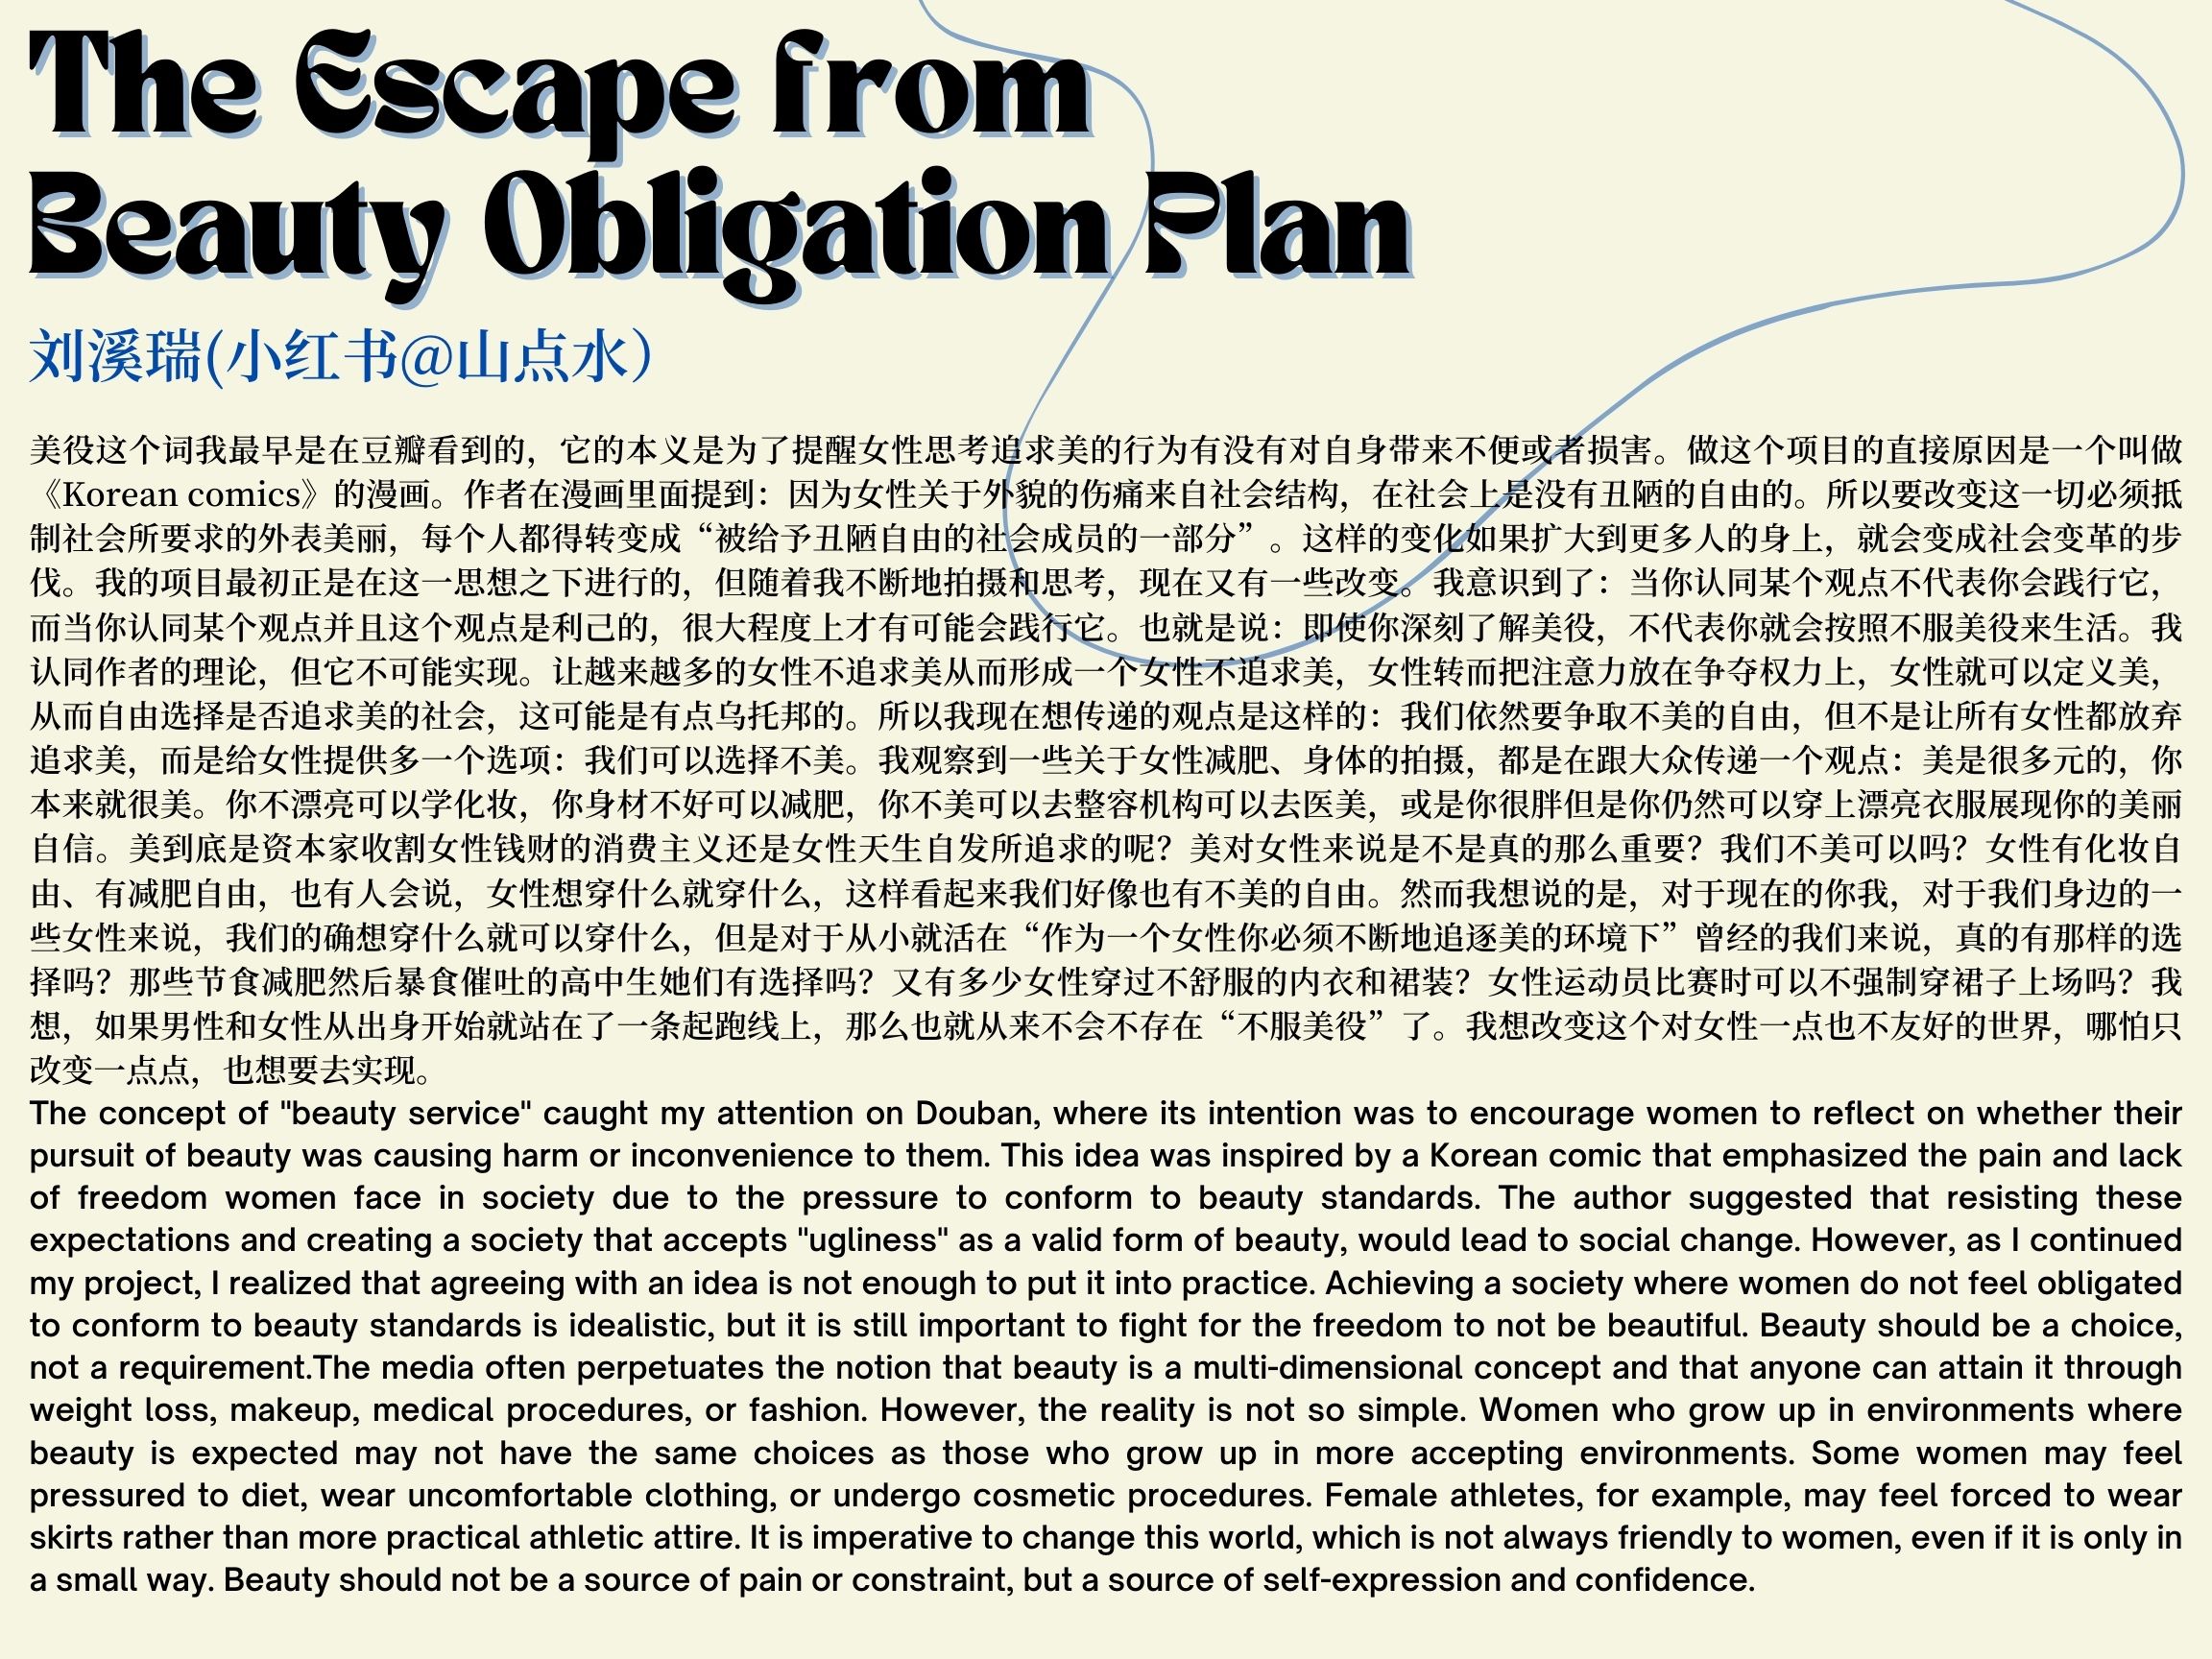 The Escape from
Beauty Obligation Plan
刘溪瑞(小红书@山点水）
美役这个词我最早是在豆瓣看到的，它的本义是为了提醒女性思考追求美的行为有没有对自身带来不便或者损害。做这个项目的直接原因是一个叫做
《Korean comics》的漫画。作者在漫画里面提到：因为女性关于外貌的伤痛来自社会结构，在社会上是没有丑陋的自由的。所以要改变这一切必须抵
制社会所要求的外表美丽，每个人都得转变成“被给予丑陋自由的社会成员的一部分”。这样的变化如果扩大到更多人的身上，就会变成社会变革的步
伐。我的项目最初正是在这一思想之下进行的，但随着我不断地拍摄和思考，现在又有一些改变。我意识到了：当你认同某个观点不代表你会践行它，
而当你认同某个观点并且这个观点是利己的，很大程度上才有可能会践行它。也就是说：即使你深刻了解美役，不代表你就会按照不服美役来生活。我
认同作者的理论，但它不可能实现。让越来越多的女性不追求美从而形成一个女性不追求美，女性转而把注意力放在争夺权力上，女性就可以定义美，
从而自由选择是否追求美的社会，这可能是有点乌托邦的。所以我现在想传递的观点是这样的：我们依然要争取不美的自由，但不是让所有女性都放弃
追求美，而是给女性提供多一个选项：我们可以选择不美。我观察到一些关于女性减肥、身体的拍摄，都是在跟大众传递一个观点：美是很多元的，你
本来就很美。你不漂亮可以学化妆，你身材不好可以减肥，你不美可以去整容机构可以去医美，或是你很胖但是你仍然可以穿上漂亮衣服展现你的美丽
自信。美到底是资本家收割女性钱财的消费主义还是女性天生自发所追求的呢？美对女性来说是不是真的那么重要？我们不美可以吗？女性有化妆自
由、有减肥自由，也有人会说，女性想穿什么就穿什么，这样看起来我们好像也有不美的自由。然而我想说的是，对于现在的你我，对于我们身边的一
些女性来说，我们的确想穿什么就可以穿什么，但是对于从小就活在“作为一个女性你必须不断地追逐美的环境下”曾经的我们来说，真的有那样的选
择吗？那些节食减肥然后暴食催吐的高中生她们有选择吗？又有多少女性穿过不舒服的内衣和裙装？女性运动员比赛时可以不强制穿裙子上场吗？我
想，如果男性和女性从出身开始就站在了一条起跑线上，那么也就从来不会不存在“不服美役”了。我想改变这个对女性一点也不友好的世界，哪怕只
改变一点点，也想要去实现。
The concept of "beauty service" caught my attention on Douban, where its intention was to encourage women to reflect on whether their
pursuit of beauty was causing harm or inconvenience to them. This idea was inspired by a Korean comic that emphasized the pain and lack
of freedom women face in society due to the pressure to conform to beauty standards. The author suggested that resisting these
expectations and creating a society that accepts "ugliness" as a valid form of beauty, would lead to social change. However, as I continued
my project, I realized that agreeing with an idea is not enough to put it into practice. Achieving a society where women do not feel obligated
to conform to beauty standards is idealistic, but it is still important to fight for the freedom to not be beautiful. Beauty should be a choice,
not a requirement.The media often perpetuates the notion that beauty is a multi-dimensional concept and that anyone can attain it through
weight loss, makeup, medical procedures, or fashion. However, the reality is not so simple. Women who grow up in environments where
beauty is expected may not have the same choices as those who grow up in more accepting environments. Some women may feel
pressured to diet, wear uncomfortable clothing, or undergo cosmetic procedures. Female athletes, for example, may feel forced to wear
skirts rather than more practical athletic attire. It is imperative to change this world, which is not always friendly to women, even if it is only in
a small way. Beauty should not be a source of pain or constraint, but a source of self-expression and confidence.